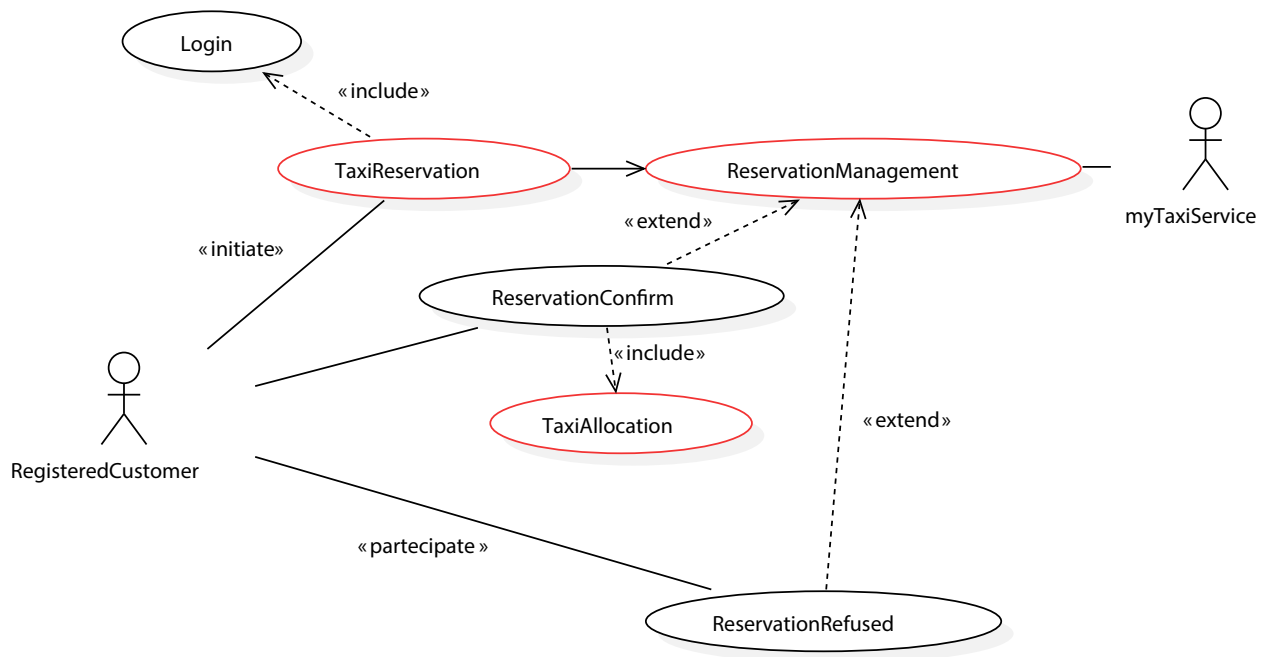 Login
«include»
TaxiReservation
ReservationManagement
myTaxiService
«extend»
«initiate»
ReservationConfirm
«include»
TaxiAllocation
«extend»
RegisteredCustomer
«partecipate»
ReservationRefused